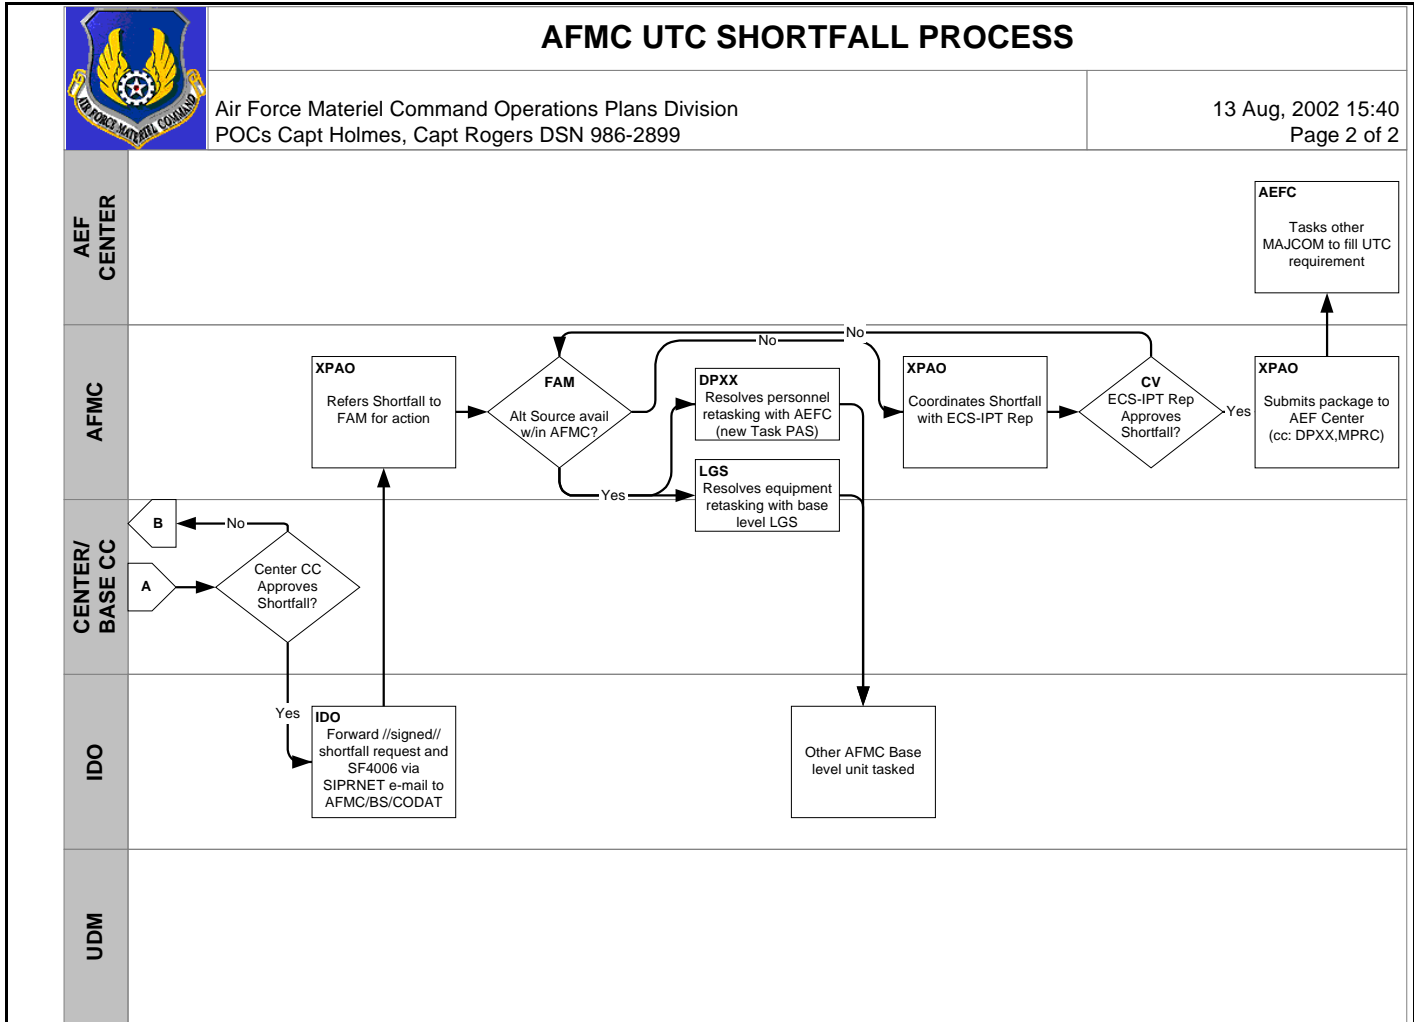 AFMC UTC SHORTFALL PROCESS
AIR FORCE MATERIEL COMMAND
Air Force Materiel Command Operations Plans Division
POCs Capt Holmes, Capt Rogers DSN 986-2899
13 Aug, 2002 15:40
Page 2 of 2
AEF
CENTER
AEFC
Tasks other
MAJCOM to fill UTC
requirement
AFMC
No
No
XPAO
Refers Shortfall to
FAM for action
FAM
Alt Source avail
w/in AFMC?
DPXX
Resolves personnel
retasking with AEFC
(new Task PAS)
XPAO
Coordinates Shortfall
with ECS-IPT Rep
CV
ECS-IPT Rep
Approves
Shortfall?
Yes
XPAO
Submits package to
AEF Center
(cc: DPXX,MPRC)
LGS
Resolves equipment
retasking with base
level LGS
Yes
CENTER/
BASE CC
B
No
A
Center CC
Approves
Shortfall?
IDO
Yes
IDO
Forward //signed//
shortfall request and
SF4006 via
SIPRNET e-mail to
AFMC/BS/CODAT
Other AFMC Base
level unit tasked
UDM